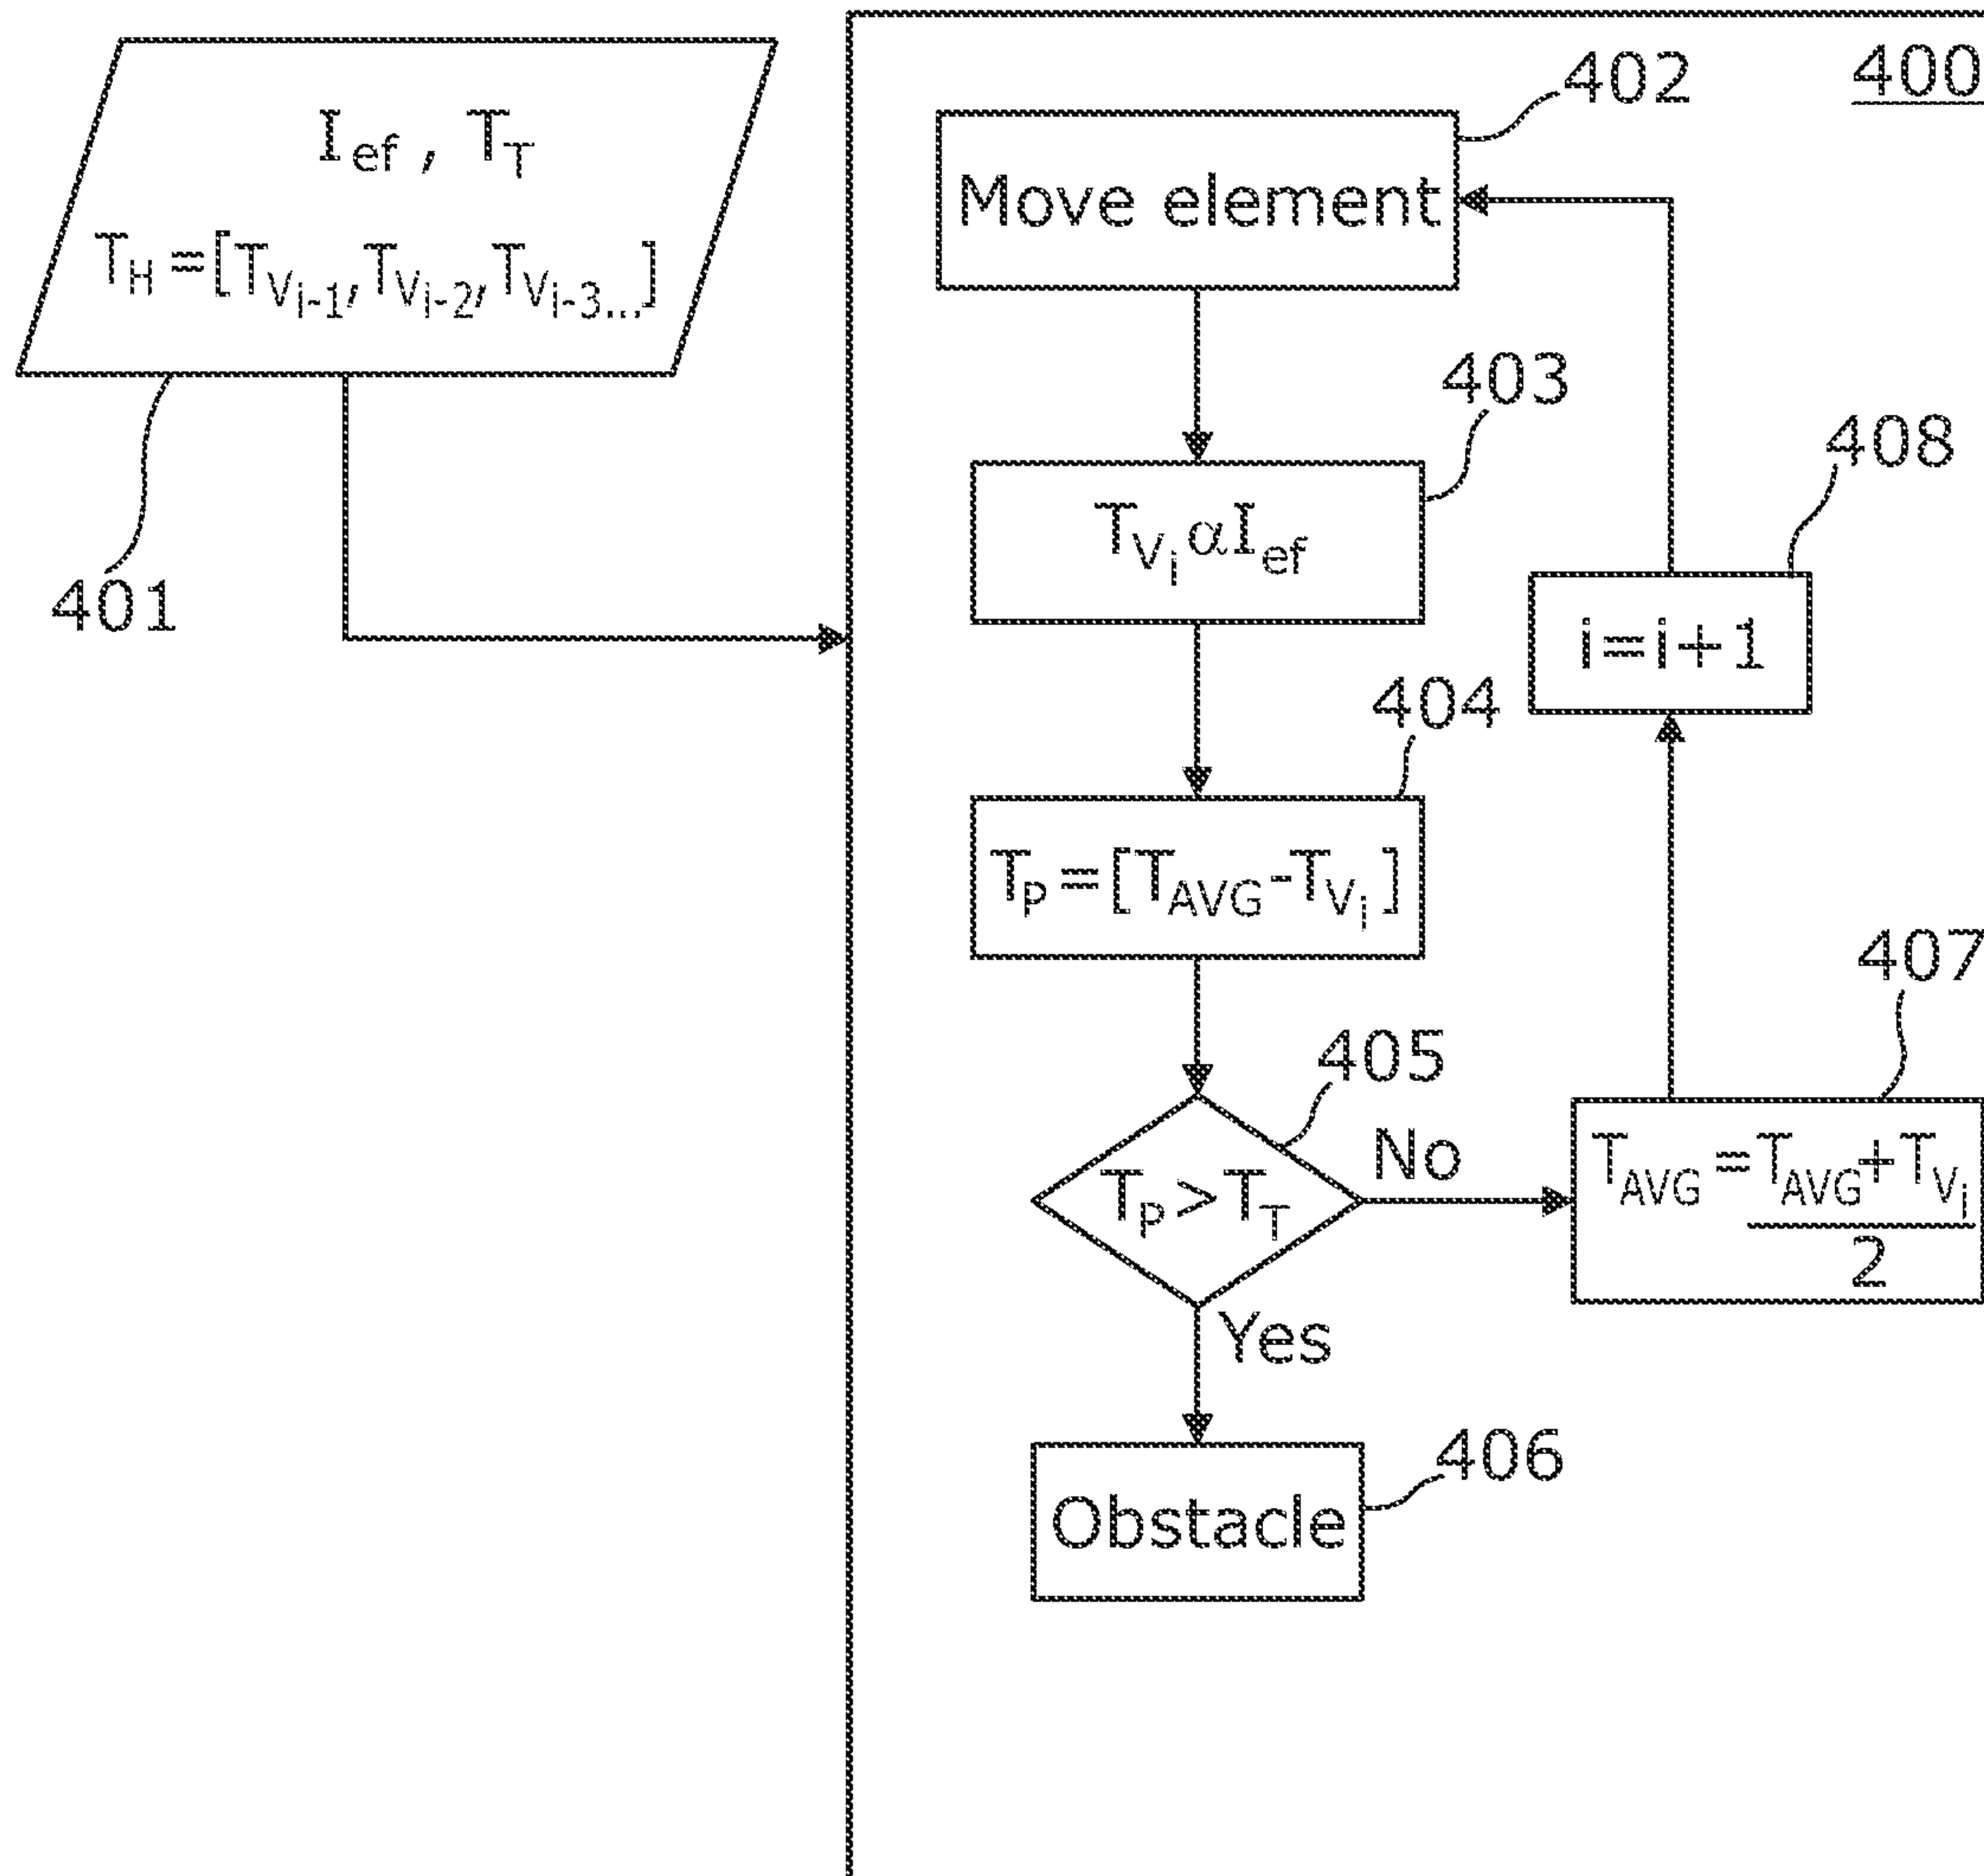 400
I_ef , T_T
T_H=[T_Vi-1, T_Vi-2, T_Vi-3...]
401
402
Move element
403
T_Vi αI_ef
408
i=i+1
404
T_P=[T_AVG-T_Vi]
407
T_AVG=T_AVG+T_Vi
2
405
T_P>T_T
No
Yes
406
Obstacle